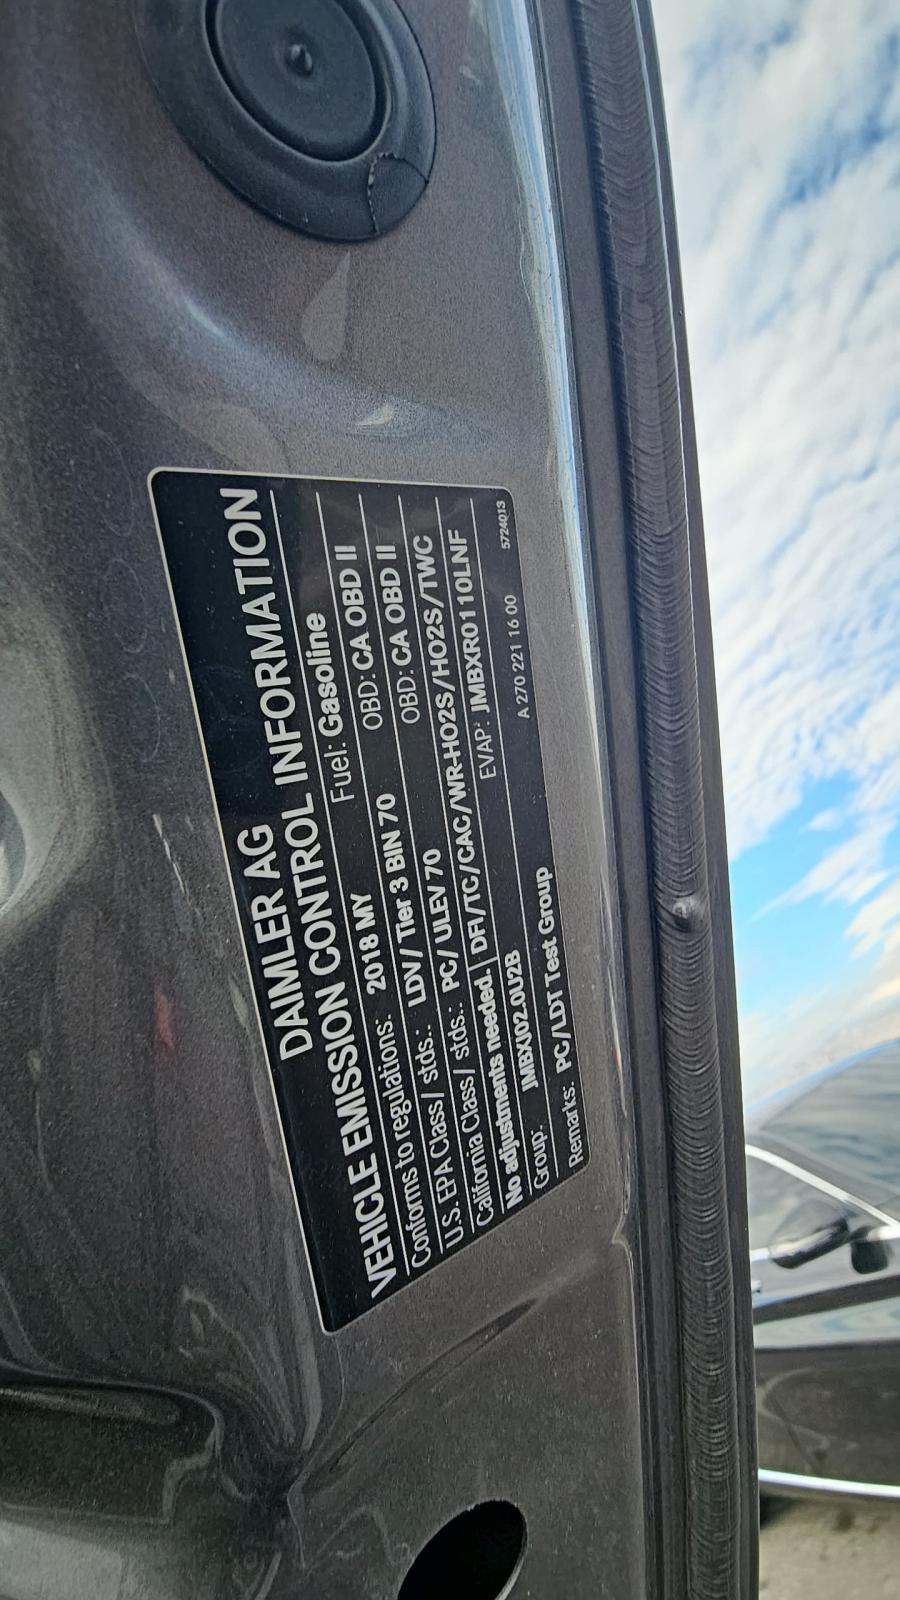 DAIMLER AG
VEHICLE EMISSION CONTROL INFORMATION
Conforms to regulations: 2018 MY Fuel: Gasoline
U.S. EPA Class/ stds.: LDV/ Tier 3 BIN 70 OBD: CA OBD II
California Class/ stds.: PC/ ULEV 70 OBD: CA OBD II
No adjustments needed. DFI/TC/CAC/WR-HO2S/HO2S/TWC
Group: JMBXJ02.0U2B EVAP: JMBXR0110LNF
Remarks: PC/LDT Test Group A 270 221 16 00 5724013